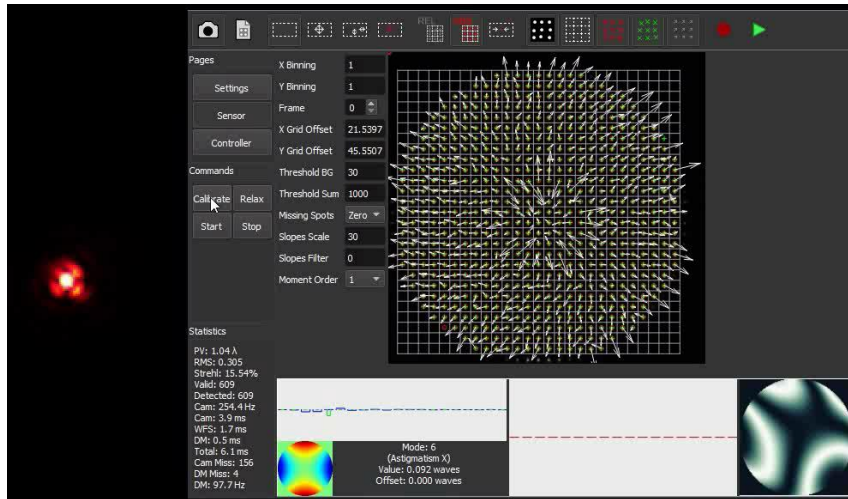 Pages
Settings
Sensor
Controller
Commands
Calibrate Relax
Start Stop
X Binning 1
Y Binning 1
Frame 0
X Grid Offset 21.5397
Y Grid Offset 45.5507
Threshold BG 30
Threshold Sum 1000
Missing Spots Zero
Slopes Scale 30
Slopes Filter 0
Moment Order 1
Statistics
PV: 1.04 λ
RMS: 0.305
Strehl: 15.54%
Valid: 609
Detected: 609
Cam: 254.4 Hz
Cam: 3.9 ms
WFS: 1.7 ms
DM: 0.5 ms
Total: 6.1 ms
Cam Miss: 156
DM Miss: 4
DM: 97.7 Hz
Mode: 6
(Astigmatism X)
Value: 0.092 waves
Offset: 0.000 waves